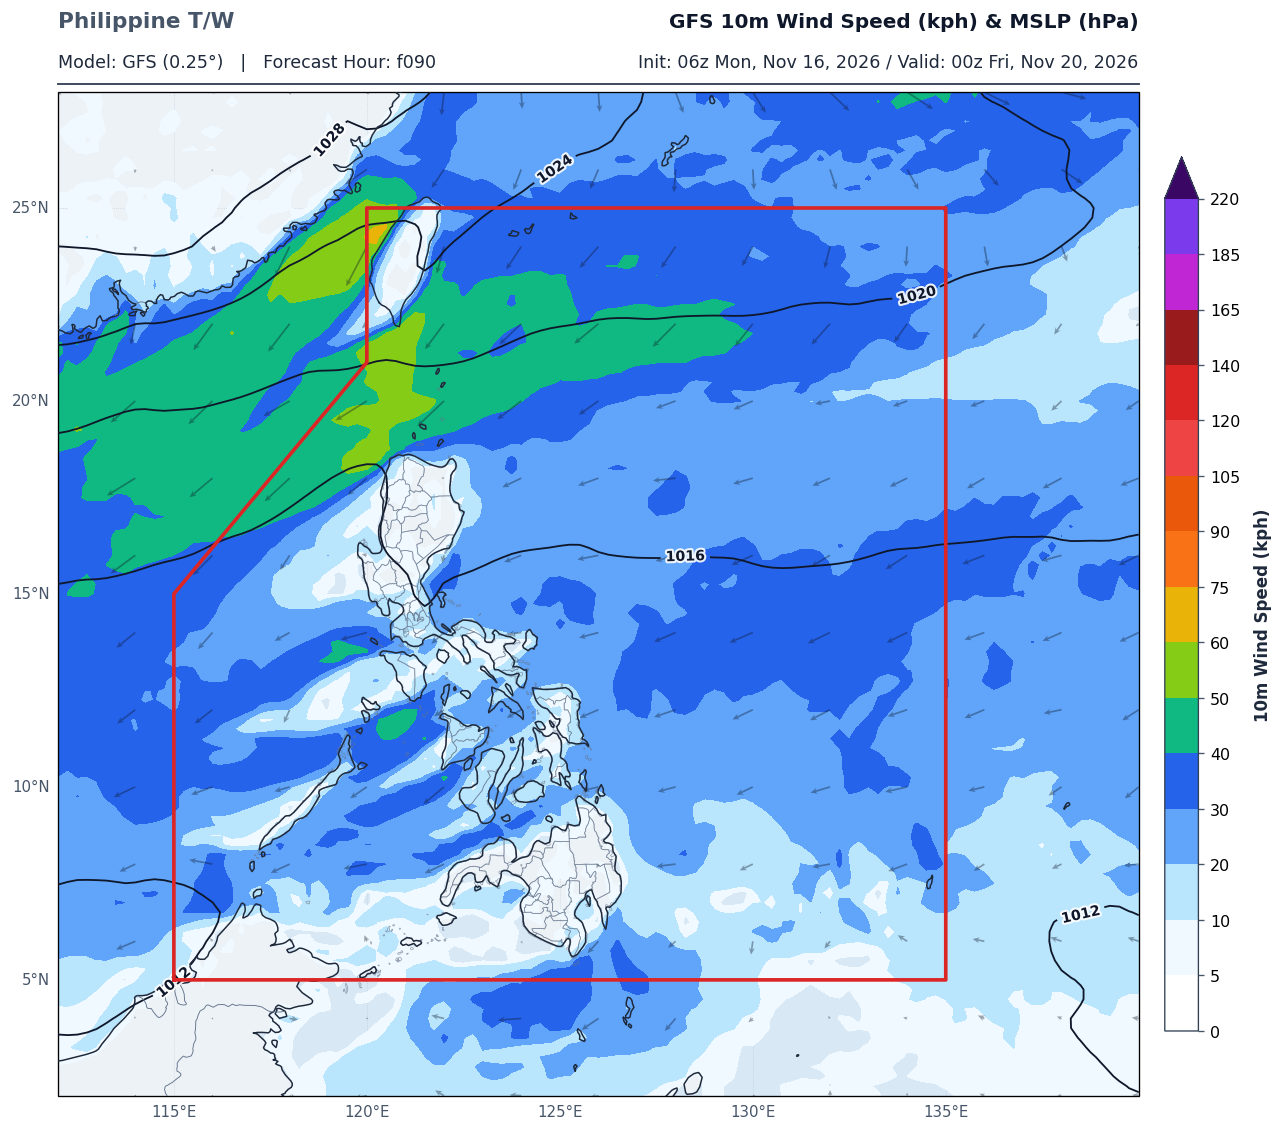 Philippine T/W
GFS 10m Wind Speed (kph) & MSLP (hPa)
Model: GFS (0.25°)   |   Forecast Hour: f090
Init: 06z Mon, Nov 16, 2026 / Valid: 00z Fri, Nov 20, 2026
1028
1024
1020
1016
1012
1012
25°N
20°N
15°N
10°N
5°N
115°E
120°E
125°E
130°E
135°E
220
185
165
140
120
105
90
75
60
50
40
30
20
10
5
0
10m Wind Speed (kph)